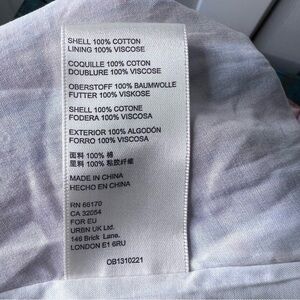 SHELL 100% COTTON
LINING 100% VISCOSE
COQUILLE 100% COTON
DOUBLURE 100% VISCOSE
OBERSTOFF 100% BAUMWOLLE
FUTTER 100% VISKOSE
SHELL 100% COTONE
FODERA 100% VISCOSA
EXTERIOR 100% ALGODÓN
FORRO 100% VISCOSA
面料 100% 棉
里料 100% 粘胶纤维
MADE IN CHINA
HECHO EN CHINA
RN 66170
CA 32054
FOR EU
URBN UK Ltd.
146 Brick Lane.
LONDON E1 6RU
OB1310221